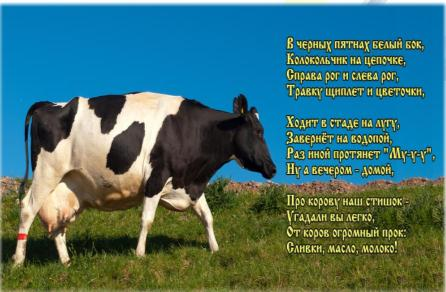 В черных пятнах белый бок,
Колокольчик на цепочке,
Справа рог и слева рог,
Травку щиплет и цветочки,
Ходит в стаде на лугу,
Завернёт на водопой,
Раз иной протянет "Му-у-у",
Ну а вечером - домой,
Про корову наш стишок -
Угадали вы легко,
От коров огромный прок:
Сливки, масло, молоко!